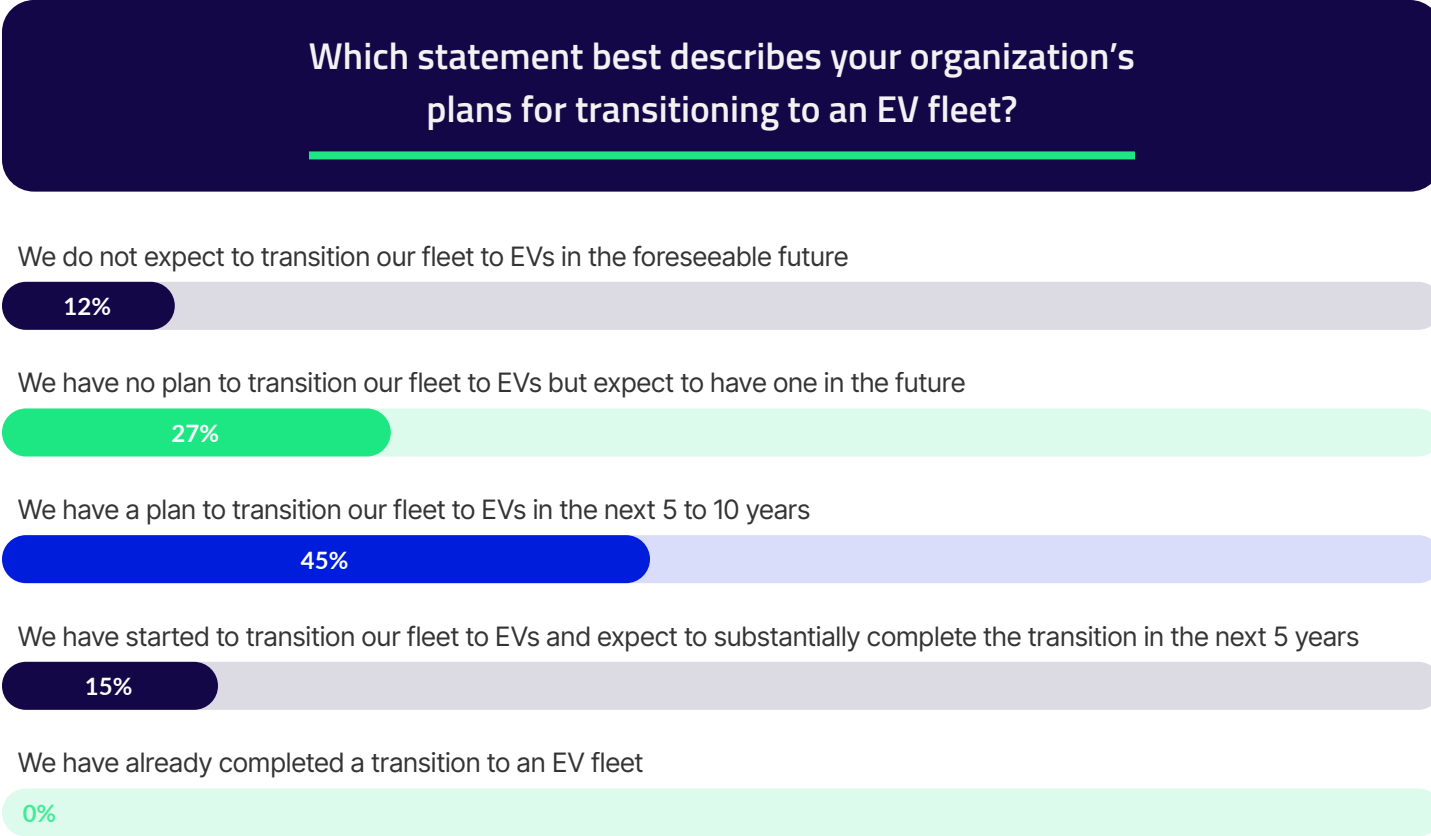 Which statement best describes your organization’s
plans for transitioning to an EV fleet?
We do not expect to transition our fleet to EVs in the foreseeable future
12%
We have no plan to transition our fleet to EVs but expect to have one in the future
27%
We have a plan to transition our fleet to EVs in the next 5 to 10 years
45%
We have started to transition our fleet to EVs and expect to substantially complete the transition in the next 5 years
15%
We have already completed a transition to an EV fleet
0%